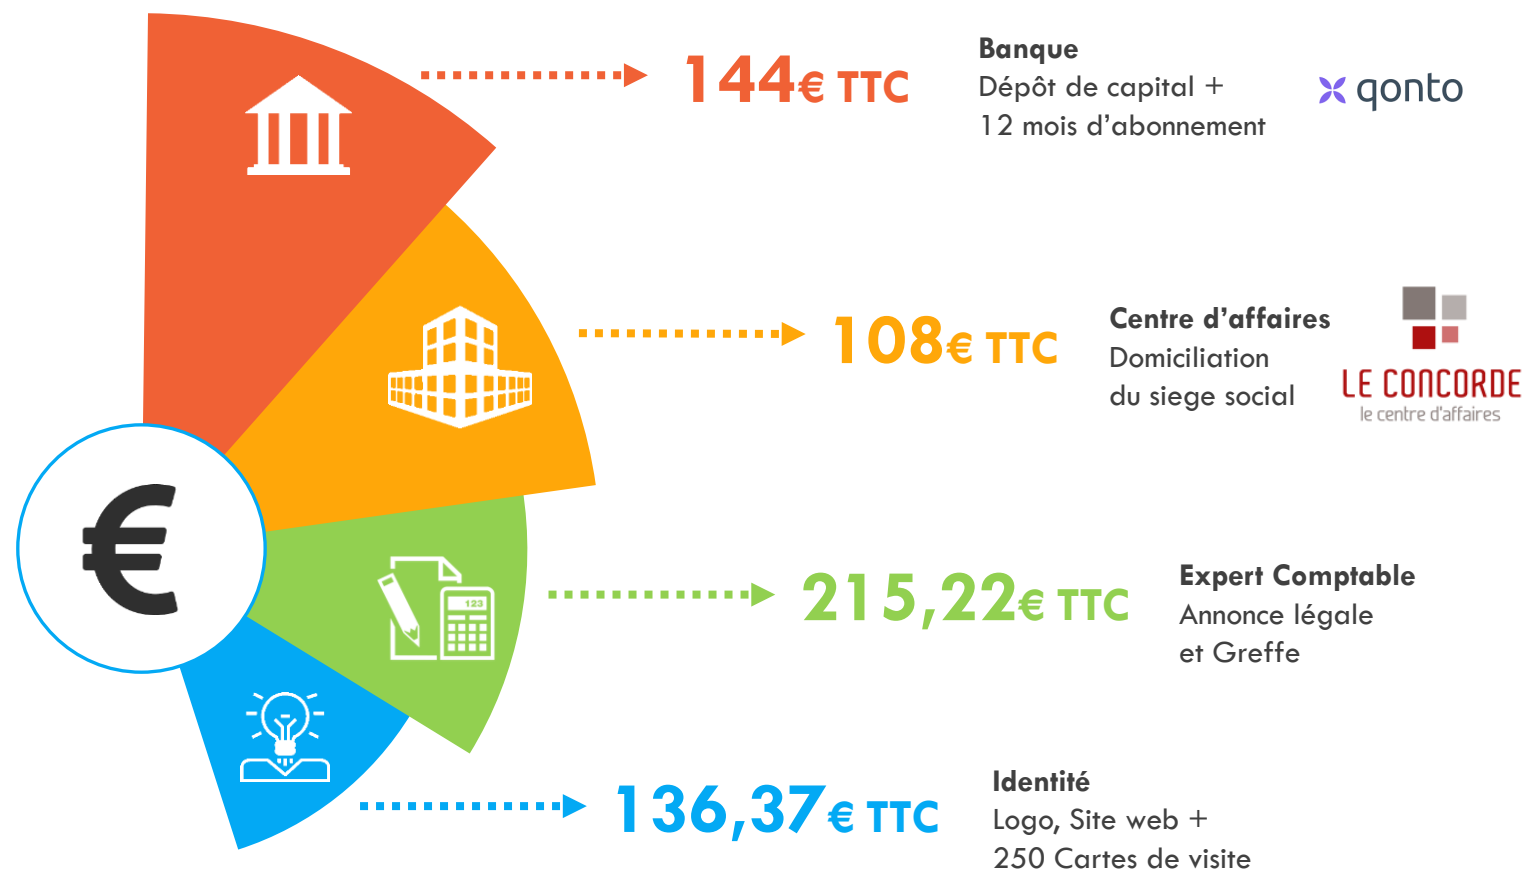 144€ TTC
Banque
Dépôt de capital +
12 mois d’abonnement
qonto
108€ TTC
Centre d’affaires
Domiciliation
du siege social
LE CONCORDE
le centre d'affaires
€
123
215,22€ TTC
Expert Comptable
Annonce légale
et Greffe
136,37€ TTC
Identité
Logo, Site web +
250 Cartes de visite